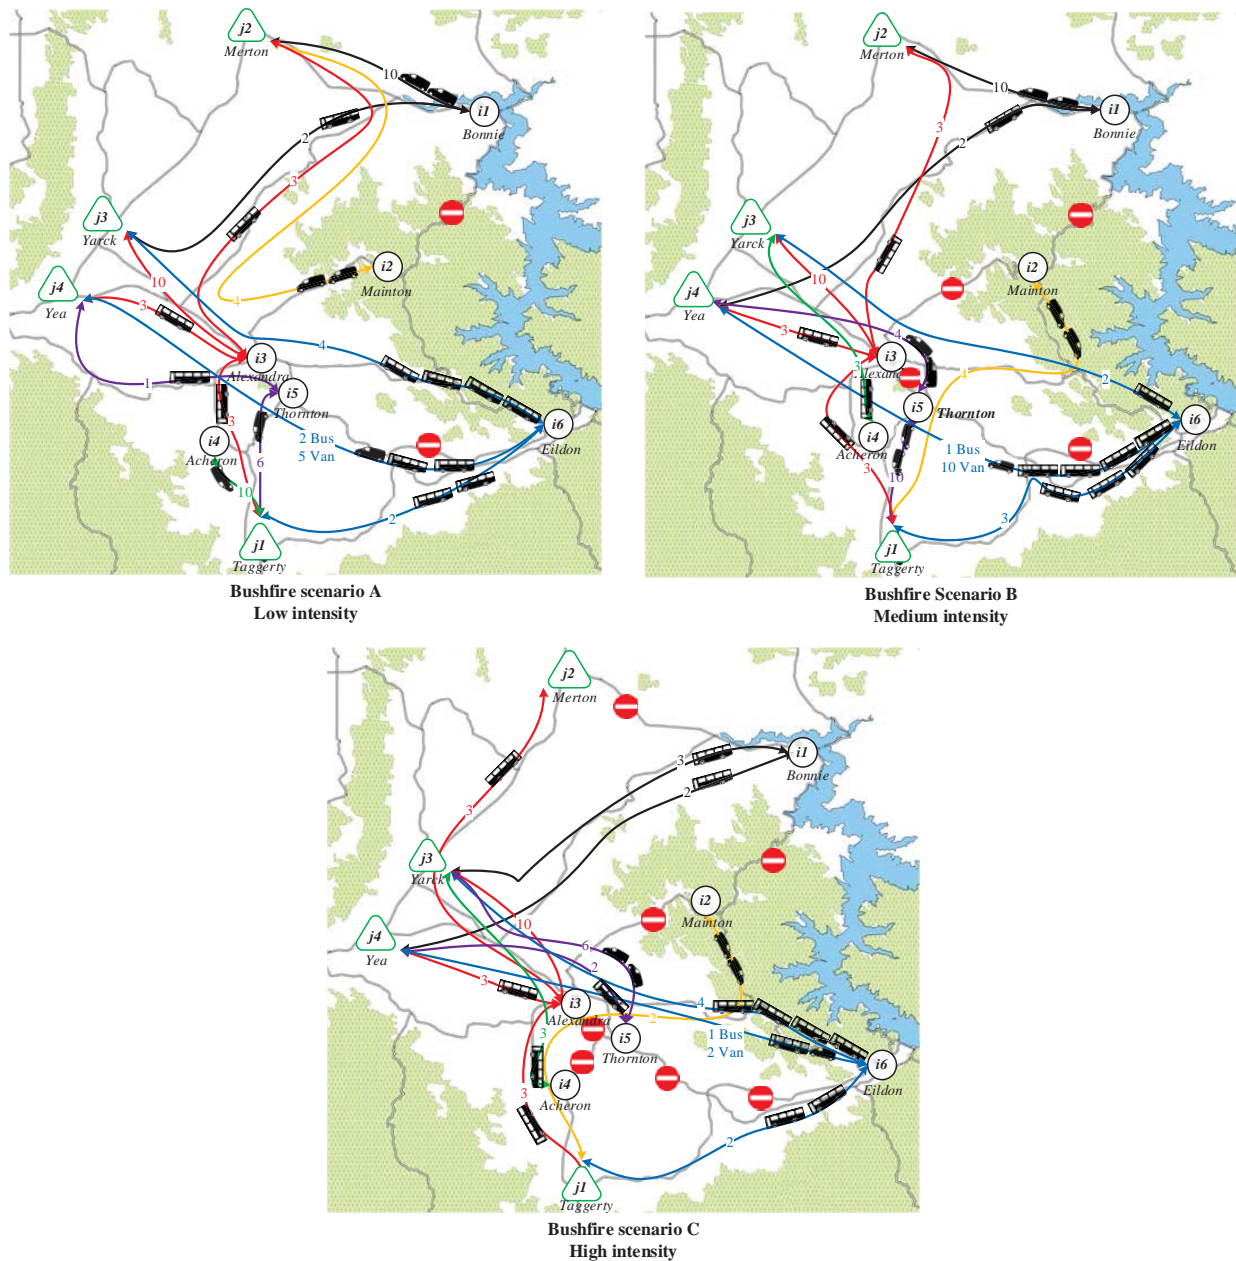 j2
Merton
10
i1
Bonnie
2
3
j3
Yarck
i2
Mainton
4
10
j4
Yea
3
4
i3
Alexandra
1
i5
Thornton
3
i4
Acheron
2 Bus
5 Van
i6
Eildon
6
10
2
j1
Taggerty
Bushfire scenario A
Low intensity
j2
Merton
10
i1
Bonnie
3
2
j3
Yarck
i2
Mainton
10
j4
Yea
4
3
i3
Alexandra
3
4
2
i5
Thornton
i6
Eildon
i4
Acheron
1 Bus
10 Van
3
10
3
j1
Taggerty
Bushfire Scenario B
Medium intensity
j2
Merton
3
i1
Bonnie
2
3
j3
Yarck
i2
Mainton
10
j4
Yea
6
2
3
i3
Alexandra
4
2
3
1 Bus
2 Van
i5
Thornton
i6
Eildon
i4
Acheron
3
2
j1
Taggerty
Bushfire scenario C
High intensity